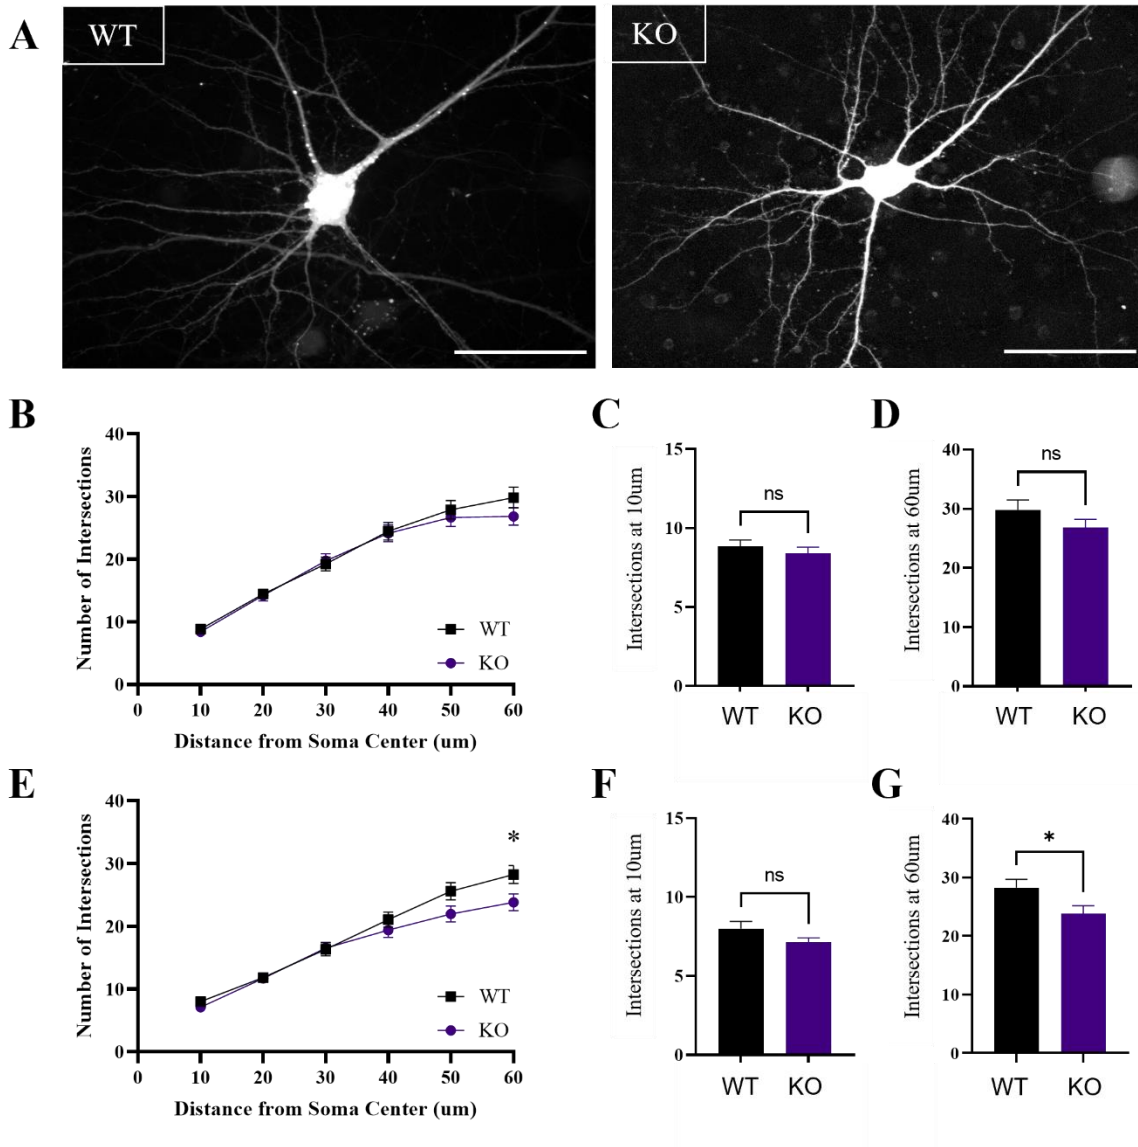 A
WT
KO
B
Number of Intersections
40
30
20
10
0
0 10 20 30 40 50 60
Distance from Soma Center (um)
WT
KO
C
Intersections at 10um
15
10
5
0
ns
WT KO
D
Intersections at 60um
40
30
20
10
0
ns
WT KO
E
Number of Intersections
40
30
20
10
0
0 10 20 30 40 50 60
Distance from Soma Center (um)
*
WT
KO
F
Intersections at 10um
15
10
5
0
ns
WT KO
G
Intersections at 60um
40
30
20
10
0
*
WT KO